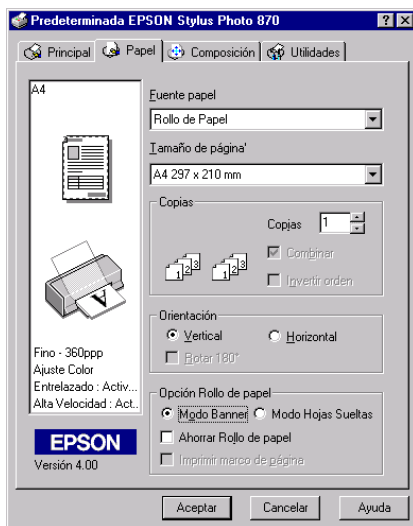 Predeterminada EPSON Stylus Photo 870
Principal Papel Composición Utilidades
A4
Fuente papel
Rollo de Papel
Tamaño de página'
A4 297 x 210 mm
Copias
Copias 1
Combinar
Invertir orden
Orientación
Vertical Horizontal
Rotar 180°
Fino - 360ppp
Ajuste Color
Entrelazado : Activ...
Alta Velocidad : Act..
EPSON
Versión 4.00
Opción Rollo de papel
Modo Banner Modo Hojas Sueltas
Ahorrar Rollo de papel
Imprimir marco de página
Aceptar Cancelar Ayuda